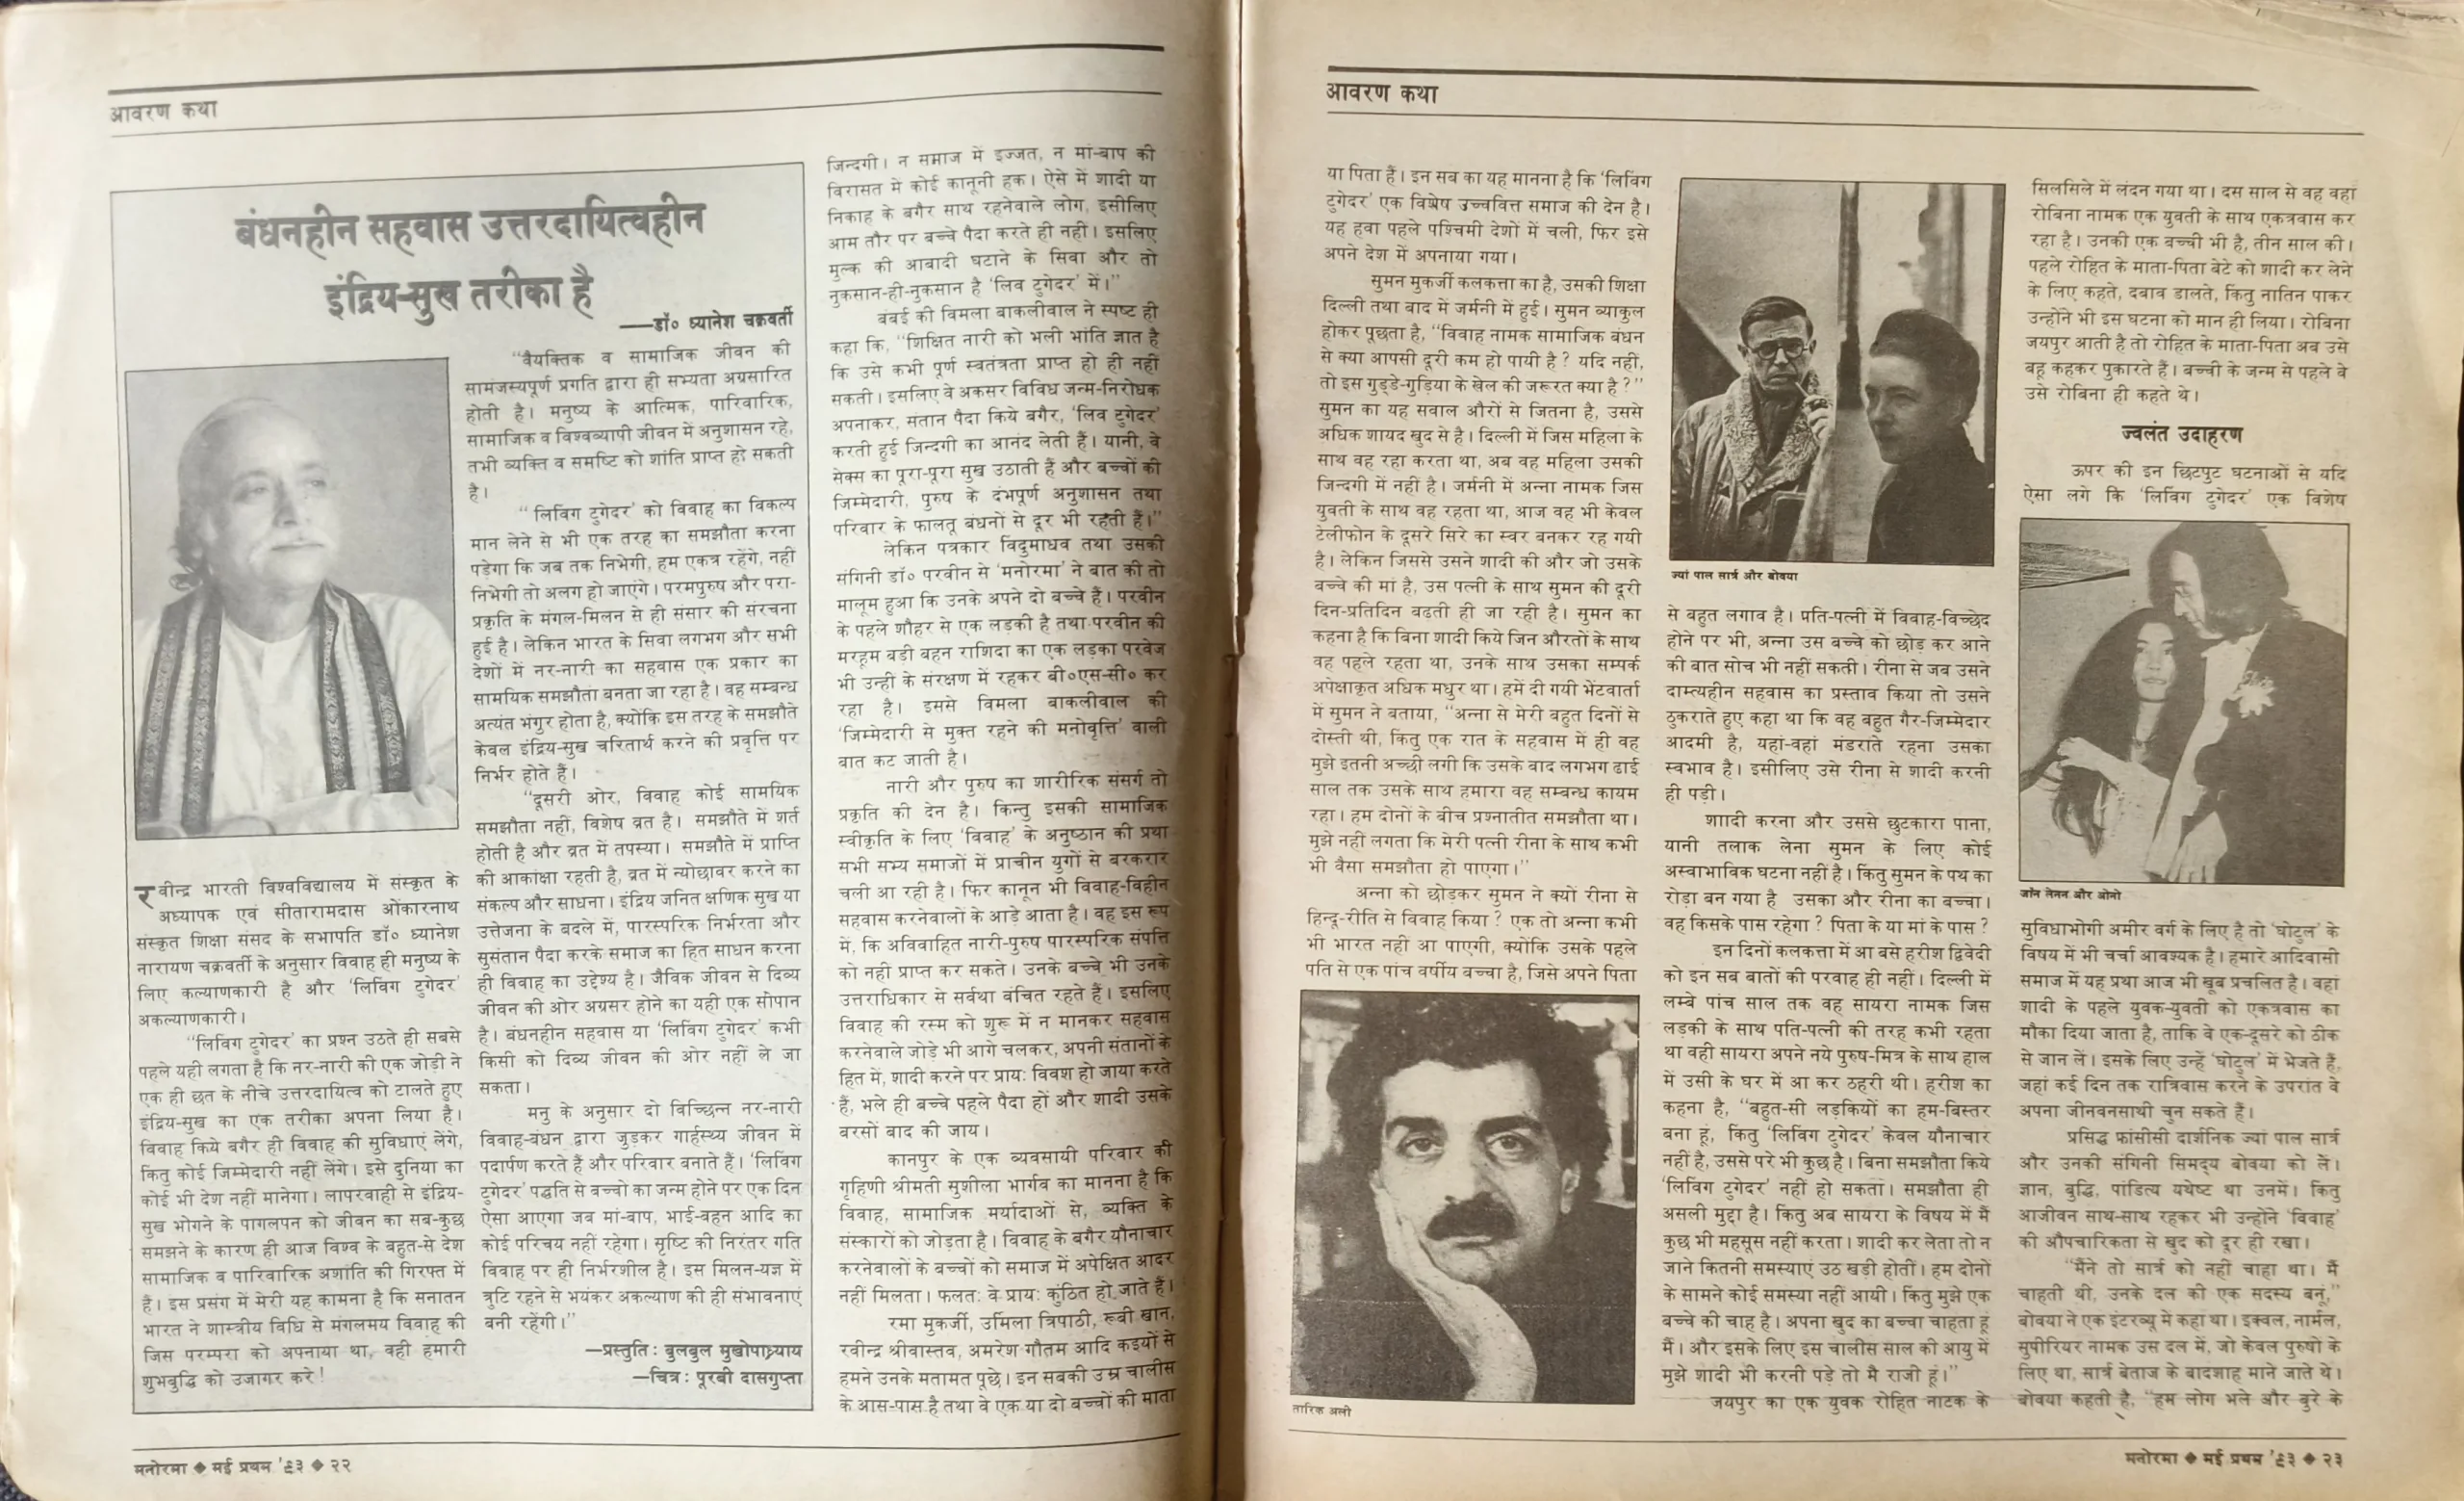 आवरण कथा
बंधनहीन सहवास उत्तरदायित्वहीन
इंद्रिय-सुख तरीका है
—डॉ० ध्यानेश चक्रवर्ती
रवीन्द्र भारती विश्वविद्यालय में संस्कृत के
अध्यापक एवं सीतारामदास ओंकारनाथ
संस्कृत शिक्षा संसद के सभापति डॉ० ध्यानेश
नारायण चक्रवर्ती के अनुसार विवाह ही मनुष्य के
लिए कल्याणकारी है और 'लिविंग टुगेदर'
अकल्याणकारी।
"लिविंग टुगेदर' का प्रश्न उठते ही सबसे
पहले यही लगता है कि नर-नारी की एक जोड़ी ने
एक ही छत के नीचे उत्तरदायित्व को टालते हुए
इंद्रिय-सुख का एक तरीका अपना लिया है।
विवाह किये बगैर ही विवाह की सुविधाएं लेंगे,
किंतु कोई जिम्मेदारी नहीं लेंगे। इसे दुनिया का
कोई भी देश नहीं मानेगा। लापरवाही से इंद्रिय-
सुख भोगने के पागलपन को जीवन का सब-कुछ
समझने के कारण ही आज विश्व के बहुत-से देश
सामाजिक व पारिवारिक अशांति की गिरफ्त में
हैं। इस प्रसंग में मेरी यह कामना है कि सनातन
भारत ने शास्त्रीय विधि से मंगलमय विवाह की
जिस परम्परा को अपनाया था, वही हमारी
शुभबुद्धि को उजागर करे!
"वैयक्तिक व सामाजिक जीवन की
सामंजस्यपूर्ण प्रगति द्वारा ही सभ्यता अग्रसारित
होती है। मनुष्य के आत्मिक, पारिवारिक,
सामाजिक व विश्वव्यापी जीवन में अनुशासन रहे,
तभी व्यक्ति व समष्टि को शांति प्राप्त हो सकती
है।
" लिविंग टुगेदर' को विवाह का विकल्प
मान लेने से भी एक तरह का समझौता करना
पड़ेगा कि जब तक निभेगी, हम एकत्र रहेंगे, नहीं
निभेगी तो अलग हो जाएंगे। परमपुरुष और परा-
प्रकृति के मंगल-मिलन से ही संसार की संरचना
हुई है। लेकिन भारत के सिवा लगभग और सभी
देशों में नर-नारी का सहवास एक प्रकार का
सामयिक समझौता बनता जा रहा है। वह सम्बन्ध
अत्यंत भंगुर होता है, क्योंकि इस तरह के समझौते
केवल इंद्रिय-सुख चरितार्थ करने की प्रवृत्ति पर
निर्भर होते हैं।
"दूसरी ओर, विवाह कोई सामयिक
समझौता नहीं, विशेष व्रत है। समझौते में शर्त
होती है और व्रत में तपस्या। समझौते में प्राप्ति
की आकांक्षा रहती है, व्रत में न्योछावर करने का
संकल्प और साधना। इंद्रिय जनित क्षणिक सुख या
उत्तेजना के बदले में, पारस्परिक निर्भरता और
सुसंतान पैदा करके समाज का हित साधन करना
ही विवाह का उद्देश्य है। जैविक जीवन से दिव्य
जीवन की ओर अग्रसर होने का यही एक सोपान
है। बंधनहीन सहवास या 'लिविंग टुगेदर' कभी
किसी को दिव्य जीवन की ओर नहीं ले जा
सकता।
मनु के अनुसार दो विच्छिन्न नर-नारी
विवाह-बंधन द्वारा जुड़कर गार्हस्थ्य जीवन में
पदार्पण करते हैं और परिवार बनाते हैं। 'लिविंग
टुगेदर' पद्धति से बच्चो का जन्म होने पर एक दिन
ऐसा आएगा जब मां-बाप, भाई-बहन आदि का
कोई परिचय नहीं रहेगा। सृष्टि की निरंतर गति
विवाह पर ही निर्भरशील है। इस मिलन-यज्ञ में
त्रुटि रहने से भयंकर अकल्याण की ही संभावनाएं
बनी रहेंगी।"
—प्रस्तुति : बुलबुल मुखोपाध्याय
—चित्र : पूरबी दासगुप्ता
जिन्दगी। न समाज में इज्जत, न मां-बाप की
विरासत में कोई कानूनी हक। ऐसे में शादी या
निकाह के बगैर साथ रहनेवाले लोग, इसीलिए
आम तौर पर बच्चे पैदा करते ही नहीं। इसलिए
मुल्क की आबादी घटाने के सिवा और तो
नुकसान-ही-नुकसान है 'लिव टुगेदर' में।"
बंबई की विमला बाकलीवाल ने स्पष्ट ही
कहा कि, "शिक्षित नारी को भली भांति ज्ञात है
कि उसे कभी पूर्ण स्वतंत्रता प्राप्त हो ही नहीं
सकती। इसलिए वे अकसर विविध जन्म-निरोधक
अपनाकर, संतान पैदा किये बगैर, 'लिव टुगेदर'
करती हुई जिन्दगी का आनंद लेती हैं। यानी, वे
सेक्स का पूरा-पूरा सुख उठाती हैं और बच्चों की
जिम्मेदारी, पुरुष के दंभपूर्ण अनुशासन तथा
परिवार के फालतू बंधनों से दूर भी रहती हैं।"
लेकिन पत्रकार विंदुमाधव तथा उसकी
संगिनी डॉ० परवीन से 'मनोरमा' ने बात की तो
मालूम हुआ कि उनके अपने दो बच्चे हैं। परवीन
के पहले शौहर से एक लड़की है तथा परवीन की
मरहूम बड़ी बहन राशिदा का एक लड़का परवेज
भी उन्ही के संरक्षण में रहकर बी०एस-सी० कर
रहा है। इससे विमला बाकलीवाल की
'जिम्मेदारी से मुक्त रहने की मनोवृत्ति' वाली
बात कट जाती है।
नारी और पुरुष का शारीरिक संसर्ग तो
प्रकृति की देन है। किन्तु इसकी सामाजिक
स्वीकृति के लिए 'विवाह' के अनुष्ठान की प्रथा
सभी सभ्य समाजों में प्राचीन युगों से बरकरार
चली आ रही है। फिर कानून भी विवाह-विहीन
सहवास करनेवालों के आड़े आता है। वह इस रूप
में, कि अविवाहित नारी-पुरुष पारस्परिक संपत्ति
को नही प्राप्त कर सकते। उनके बच्चे भी उनके
उत्तराधिकार से सर्वथा वंचित रहते हैं। इसलिए
विवाह की रस्म को शुरू में न मानकर सहवास
करनेवाले जोड़े भी आगे चलकर, अपनी संतानों के
हित में, शादी करने पर प्राय: विवश हो जाया करते
हैं, भले ही बच्चे पहले पैदा हों और शादी उसके
बरसों बाद की जाय।
कानपुर के एक व्यवसायी परिवार की
गृहिणी श्रीमती सुशीला भार्गव का मानना है कि
विवाह, सामाजिक मर्यादाओं से, व्यक्ति के
संस्कारों को जोड़ता है। विवाह के बगैर यौनाचार
करनेवालों के बच्चों को समाज में अपेक्षित आदर
नहीं मिलता। फलत: वे प्राय: कुंठित हो जाते हैं।
रमा मुकर्जी, उर्मिला त्रिपाठी, रूबी खान,
रवीन्द्र श्रीवास्तव, अमरेश गौतम आदि कइयों से
हमने उनके मतामत पूछे। इन सबकी उम्र चालीस
के आस-पास है तथा वे एक या दो बच्चों की माता
मनोरमा ◆ मई प्रथम '९३ ◆ २२
आवरण कथा
या पिता हैं। इन सब का यह मानना है कि 'लिविंग
टुगेदर' एक विशेष उच्चवित्त समाज की देन है।
यह हवा पहले पश्चिमी देशों में चली, फिर इसे
अपने देश में अपनाया गया।
सुमन मुकर्जी कलकत्ता का है, उसकी शिक्षा
दिल्ली तथा बाद में जर्मनी में हुई। सुमन व्याकुल
होकर पूछता है, "विवाह नामक सामाजिक बंधन
से क्या आपसी दूरी कम हो पायी है? यदि नहीं,
तो इस गुड्डे-गुड़िया के खेल की जरूरत क्या है?"
सुमन का यह सवाल औरों से जितना है, उससे
अधिक शायद खुद से है। दिल्ली में जिस महिला के
साथ वह रहा करता था, अब वह महिला उसकी
जिन्दगी में नहीं है। जर्मनी में अन्ना नामक जिस
युवती के साथ वह रहता था, आज वह भी केवल
टेलीफोन के दूसरे सिरे का स्वर बनकर रह गयी
है। लेकिन जिससे उसने शादी की और जो उसके
बच्चे की मां है, उस पत्नी के साथ सुमन की दूरी
दिन-प्रतिदिन बढती ही जा रही है। सुमन का
कहना है कि बिना शादी किये जिन औरतों के साथ
वह पहले रहता था, उनके साथ उसका सम्पर्क
अपेक्षाकृत अधिक मधुर था। हमें दी गयी भेंटवार्ता
में सुमन ने बताया, "अन्ना से मेरी बहुत दिनों से
दोस्ती थी, किंतु एक रात के सहवास में ही वह
मुझे इतनी अच्छी लगी कि उसके बाद लगभग ढाई
साल तक उसके साथ हमारा वह सम्बन्ध कायम
रहा। हम दोनों के बीच प्रश्नातीत समझौता था।
मुझे नहीं लगता कि मेरी पत्नी रीना के साथ कभी
भी वैसा समझौता हो पाएगा।"
अन्ना को छोड़कर सुमन ने क्यों रीना से
हिन्दू-रीति से विवाह किया? एक तो अन्ना कभी
भी भारत नहीं आ पाएगी, क्योंकि उसके पहले
पति से एक पांच वर्षीय बच्चा है, जिसे अपने पिता
तारिक अली
ज्यां पाल सार्त्र और बोवया
से बहुत लगाव है। प्रति-पत्नी में विवाह-विच्छेद
होने पर भी, अन्ना उस बच्चे को छोड़ कर आने
की बात सोच भी नहीं सकती। रीना से जब उसने
दाम्त्यहीन सहवास का प्रस्ताव किया तो उसने
ठुकराते हुए कहा था कि वह बहुत गैर-जिम्मेदार
आदमी है, यहां-वहां मंडराते रहना उसका
स्वभाव है। इसीलिए उसे रीना से शादी करनी
ही पड़ी।
शाादी करना और उससे छुटकारा पाना,
यानी तलाक लेना सुमन के लिए कोई
अस्वाभाविक घटना नहीं है। किंतु सुमन के पथ का
रोड़ा बन गया है उसका और रीना का बच्चा।
वह किसके पास रहेगा? पिता के या मां के पास?
इन दिनों कलकत्ता में आ बसे हरीश द्विवेदी
को इन सब बातों की परवाह ही नहीं। दिल्ली में
लम्बे पांच साल तक वह सायरा नामक जिस
लड़की के साथ पति-पत्नी की तरह कभी रहता
था वही सायरा अपने नये पुरुष-मित्र के साथ हाल
में उसी के घर में आ कर ठहरी थी। हरीश का
कहना है, "बहुत-सी लड़कियों का हम-बिस्तर
बना हूं, किंतु 'लिविंग टुगेदर' केवल यौनाचार
नहीं है, उससे परे भी कुछ है। बिना समझौता किये
'लिविंग टुगेदर' नहीं हो सकता। समझौता ही
असली मुद्दा है। किंतु अब सायरा के विषय में मैं
कुछ भी महसूस नहीं करता। शादी कर लेता तो न
जाने कितनी समस्याएं उठ खड़ी होतीं। हम दोनों
के सामने कोई समस्या नहीं आयी। किंतु मुझे एक
बच्चे की चाह है। अपना खुद का बच्चा चाहता हूं
मैं। और इसके लिए इस चालीस साल की आयु में
मुझे शादी भी करनी पड़े तो मै राजी हूं।"
जयपुर का एक युवक रोहित नाटक के
सिलसिले में लंदन गया था। दस साल से वह वहां
रोबिना नामक एक युवती के साथ एकत्रवास कर
रहा है। उनकी एक बच्ची भी है, तीन साल की।
पहले रोहित के माता-पिता बेटे को शादी कर लेने
के लिए कहते, दबाव डालते, किंतु नातिन पाकर
उन्होंने भी इस घटना को मान ही लिया। रोबिना
जयपुर आती है तो रोहित के माता-पिता अब उसे
बहू कहकर पुकारते हैं। बच्ची के जन्म से पहले वे
उसे रोबिना ही कहते थे।
ज्वलंत उदाहरण
ऊपर की इन छिटपुट घटनाओं से यदि
ऐसा लगे कि 'लिविंग टुगेदर' एक विशेष
जॉन लेनन और ओनो
सुविधाभोगी अमीर वर्ग के लिए है तो 'घोटुल' के
विषय में भी चर्चा आवश्यक है। हमारे आदिवासी
समाज में यह प्रथा आज भी खूब प्रचलित है। वहां
शादी के पहले युवक-युवती को एकत्रवास का
मौका दिया जाता है, ताकि वे एक-दूसरे को ठीक
से जान लें। इसके लिए उन्हें 'घोटुल' में भेजते हैं,
जहां कई दिन तक रात्रिवास करने के उपरांत वे
अपना जीनवनसाथी चुन सकते हैं।
प्रसिद्ध फ्रांसीसी दार्शनिक ज्यां पाल सार्त्र
और उनकी संगिनी सिमद्य बोवया को लें।
ज्ञान, बुद्धि, पांडित्य यथेष्ट था उनमें। किंतु
आजीवन साथ-साथ रहकर भी उन्होंने 'विवाह'
की औपचारिकता से खुद को दूर ही रखा।
"मैंने तो सार्त्र को नहीं चाहा था। मैं
चाहती थी, उनके दल की एक सदस्य बनूं,"
बोवया ने एक इंटरव्यू में कहा था। इक्वल, नार्मल,
सुपीरियर नामक उस दल में, जो केवल पुरुषों के
लिए था, सार्त्र बेताज के बादशाह माने जाते थे।
बोवया कहती है, "हम लोग भले और बुरे के
मनोरमा ◆ मई प्रथम '९३ ◆ २३